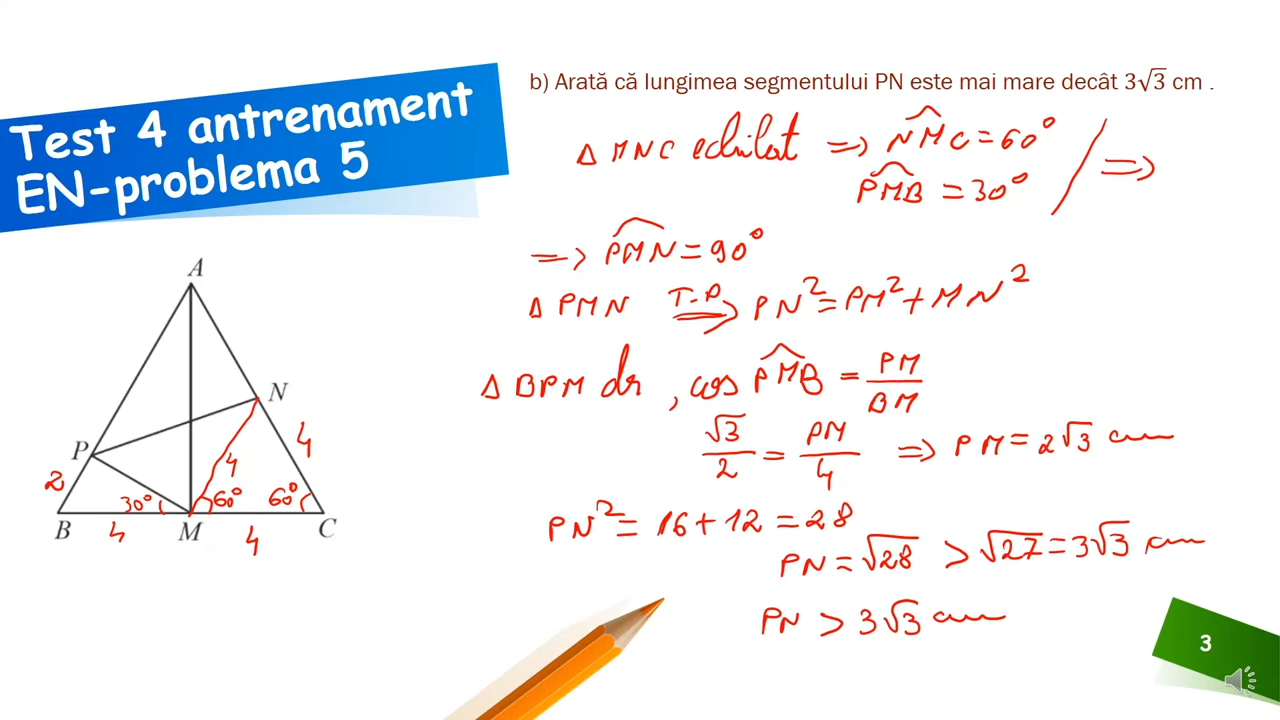 Test 4 antrenament
EN-problema 5
b) Arată că lungimea segmentului PN este mai mare decât 3√3 cm .
Δ MNC echilat => NMC = 60°
PMB = 30° =>
=> PMN = 90°
Δ PMN T.P => PN² = PM² + MN²
Δ BPM dr , cos PMB = PM/BM
√3/2 = PM/4 => PM = 2√3 cm
PN² = 16 + 12 = 28
PN = √28 > √27 = 3√3 cm
PN > 3√3 cm
A
N
P
4
4
2
30°
60°
60°
B
4
M
4
C
3